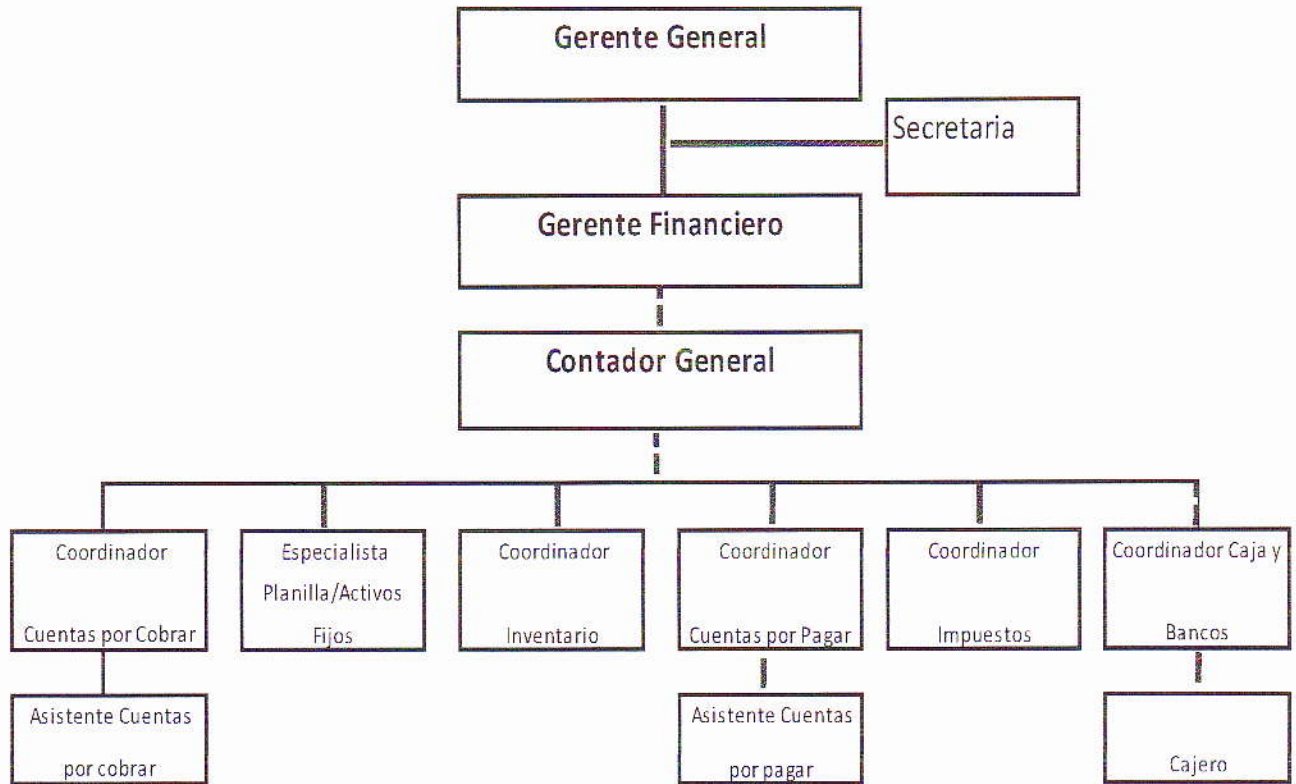 Gerente General
Secretaria
Gerente Financiero
Contador General
Coordinador
Cuentas por Cobrar
Especialista
Planilla/Activos
Fijos
Coordinador
Inventario
Coordinador
Cuentas por Pagar
Coordinador
Impuestos
Coordinador Caja y
Bancos
Asistente Cuentas
por cobrar
Asistente Cuentas
por pagar
Cajero